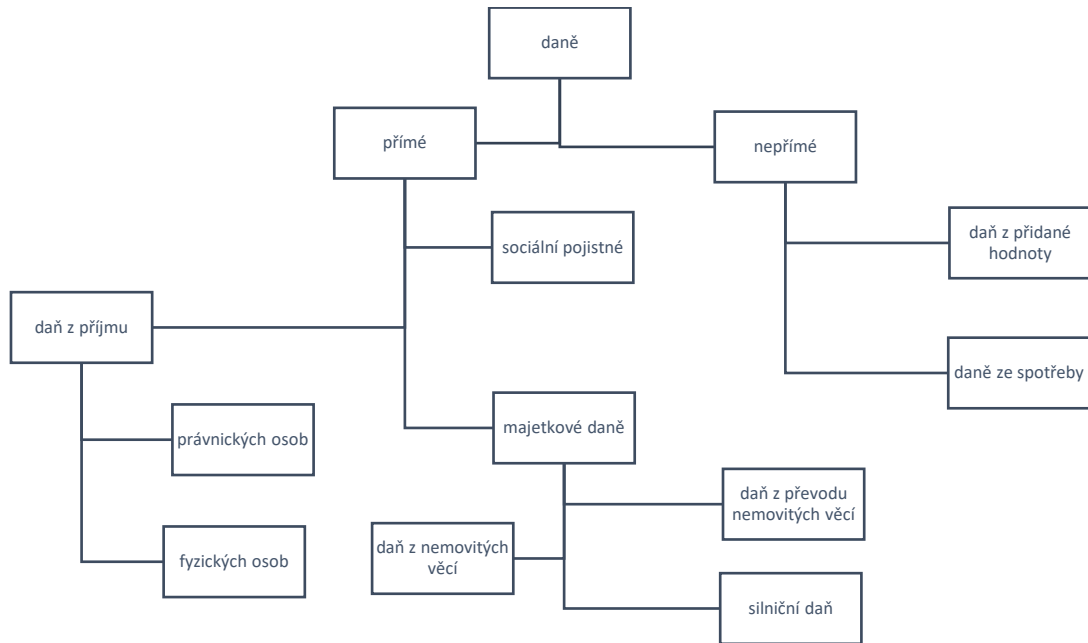 daně
přímé
nepřímé
sociální pojistné
daň z přidané
hodnoty
daň z příjmu
daně ze spotřeby
právnických osob
majetkové daně
daň z převodu
nemovitých věcí
daň z nemovitých
věcí
fyzických osob
silniční daň